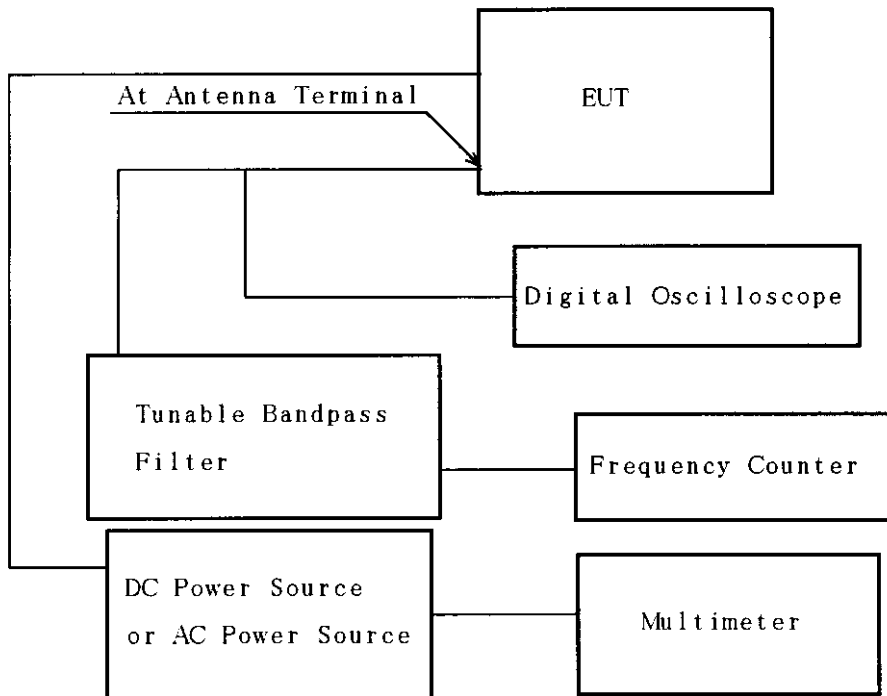 EUT
At Antenna Terminal
Digital Oscilloscope
Tunable Bandpass
Filter
Frequency Counter
DC Power Source
or AC Power Source
Multimeter